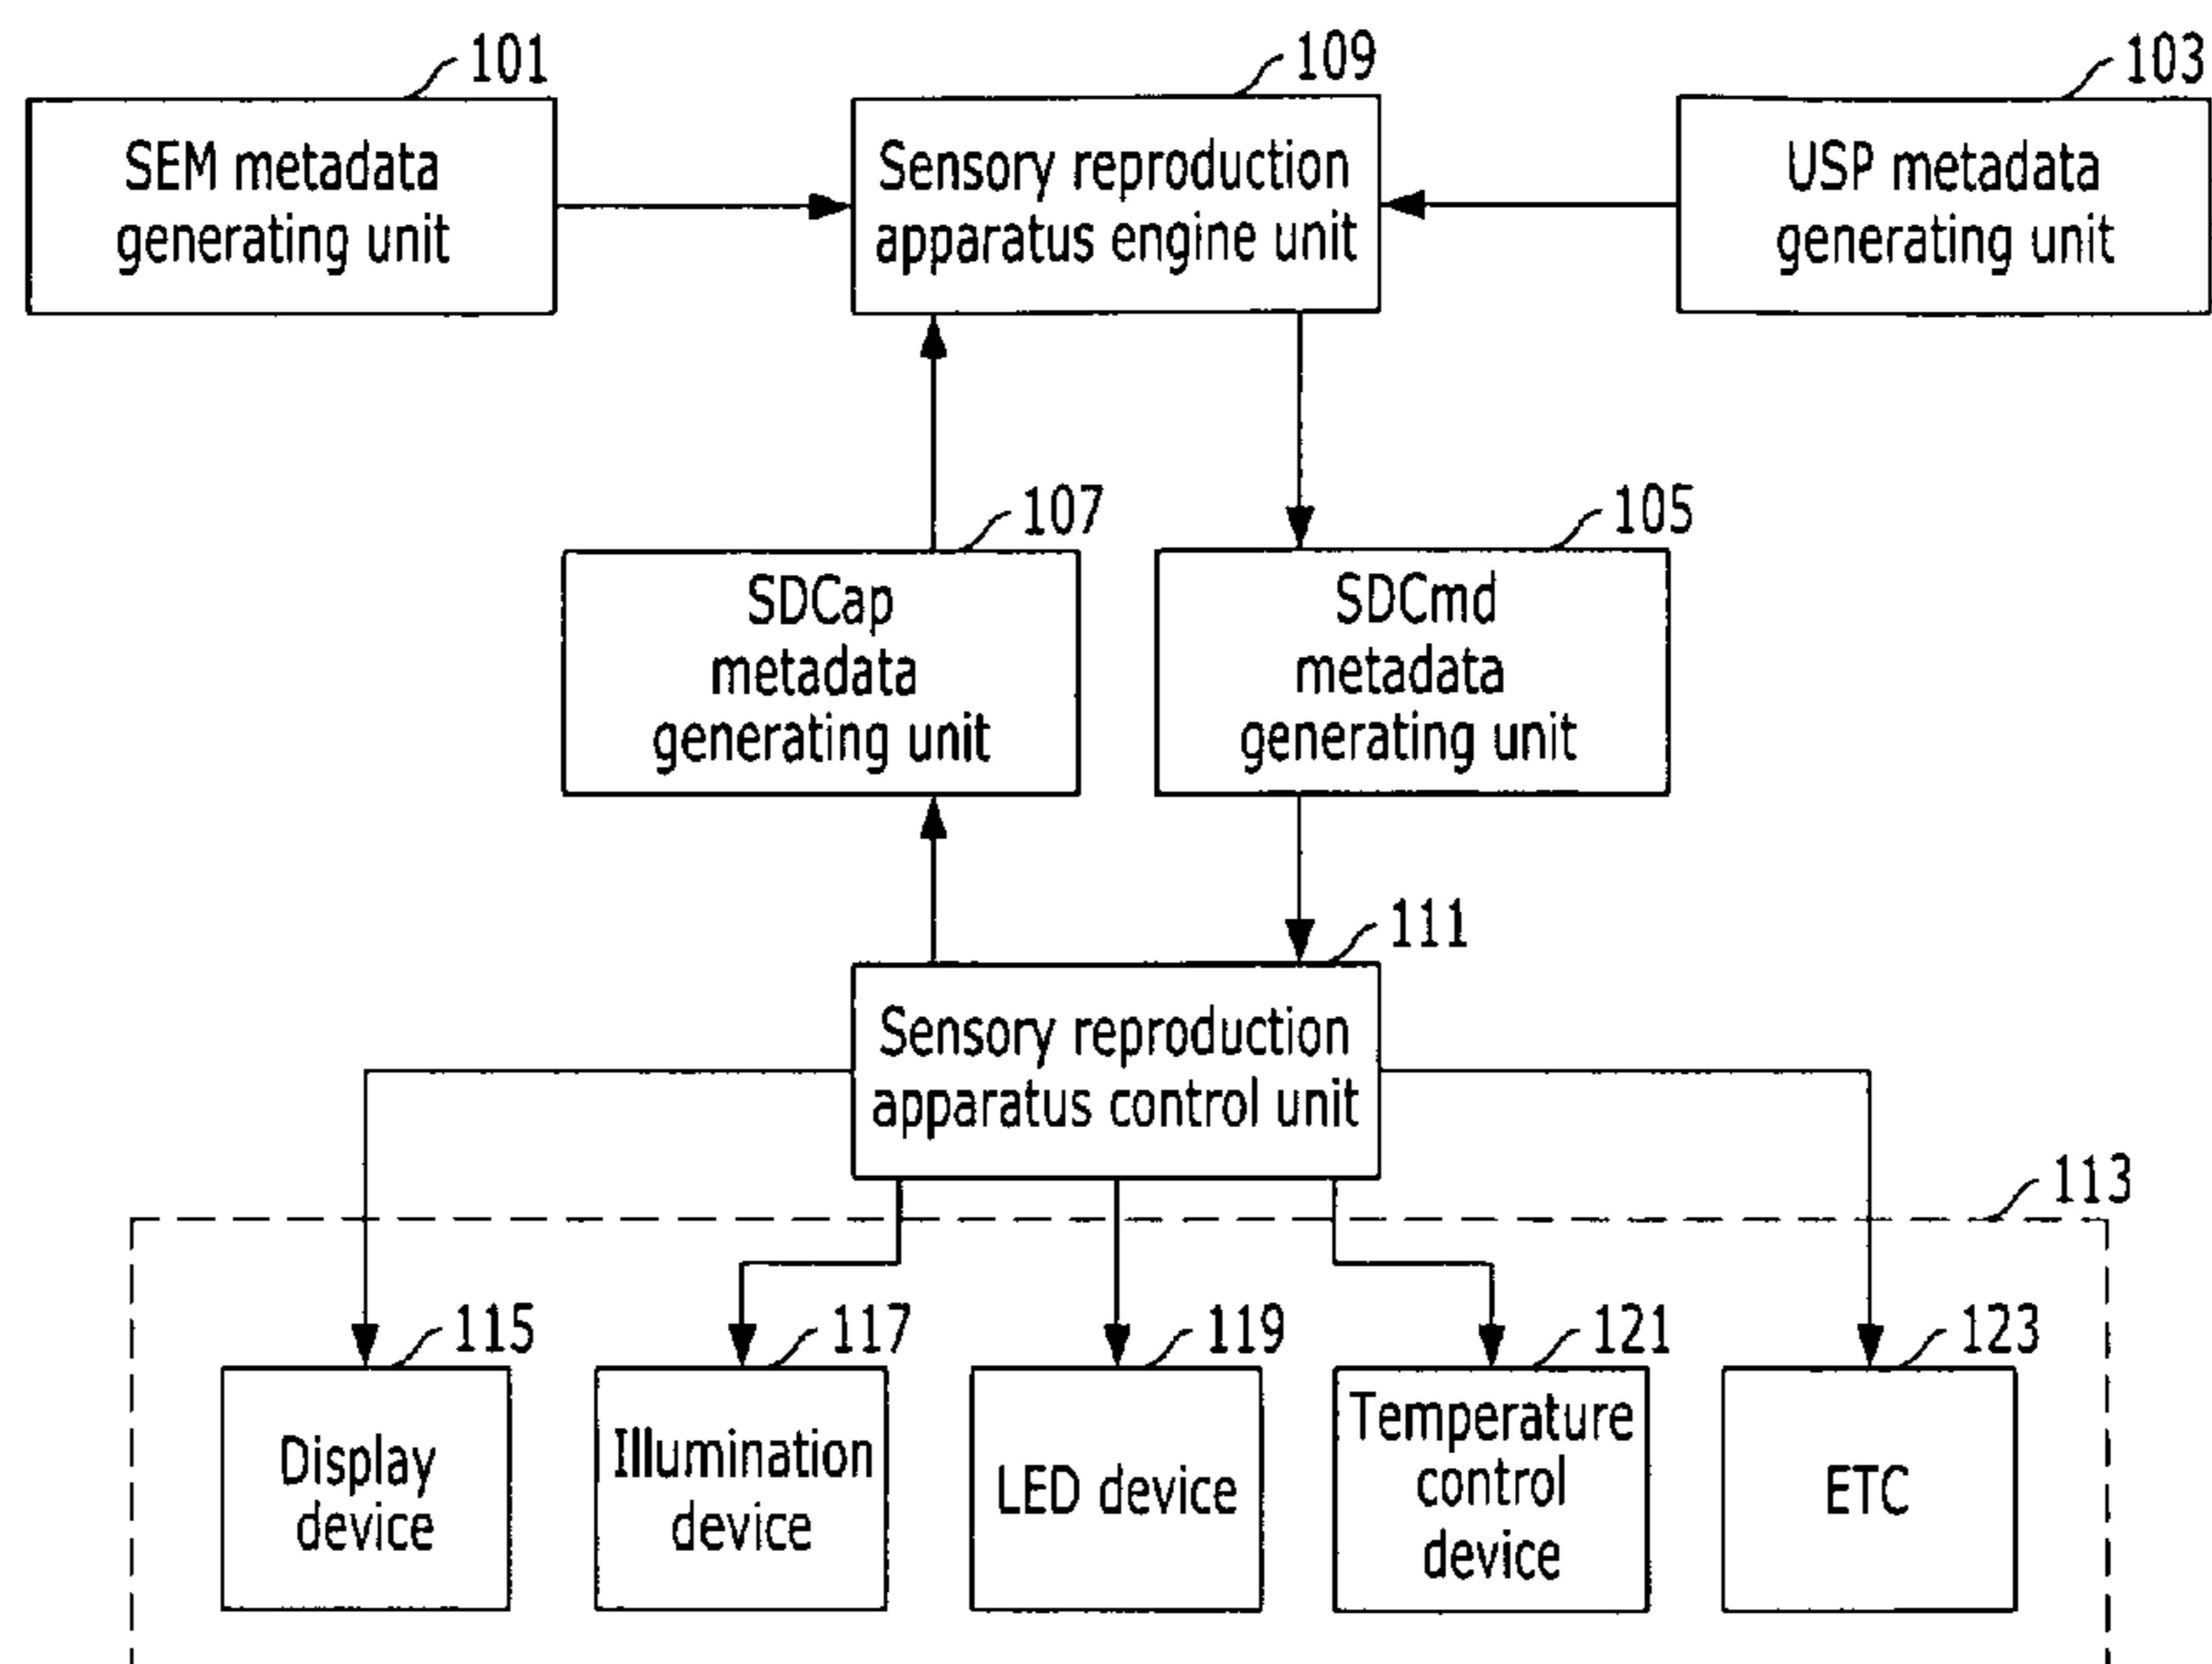 101
109
103
SEM metadata
generating unit
Sensory reproduction
apparatus engine unit
USP metadata
generating unit
107
105
SDCap
metadata
generating unit
SDCmd
metadata
generating unit
111
Sensory reproduction
apparatus control unit
113
115
117
119
121
123
Display
device
Illumination
device
LED device
Temperature
control
device
ETC